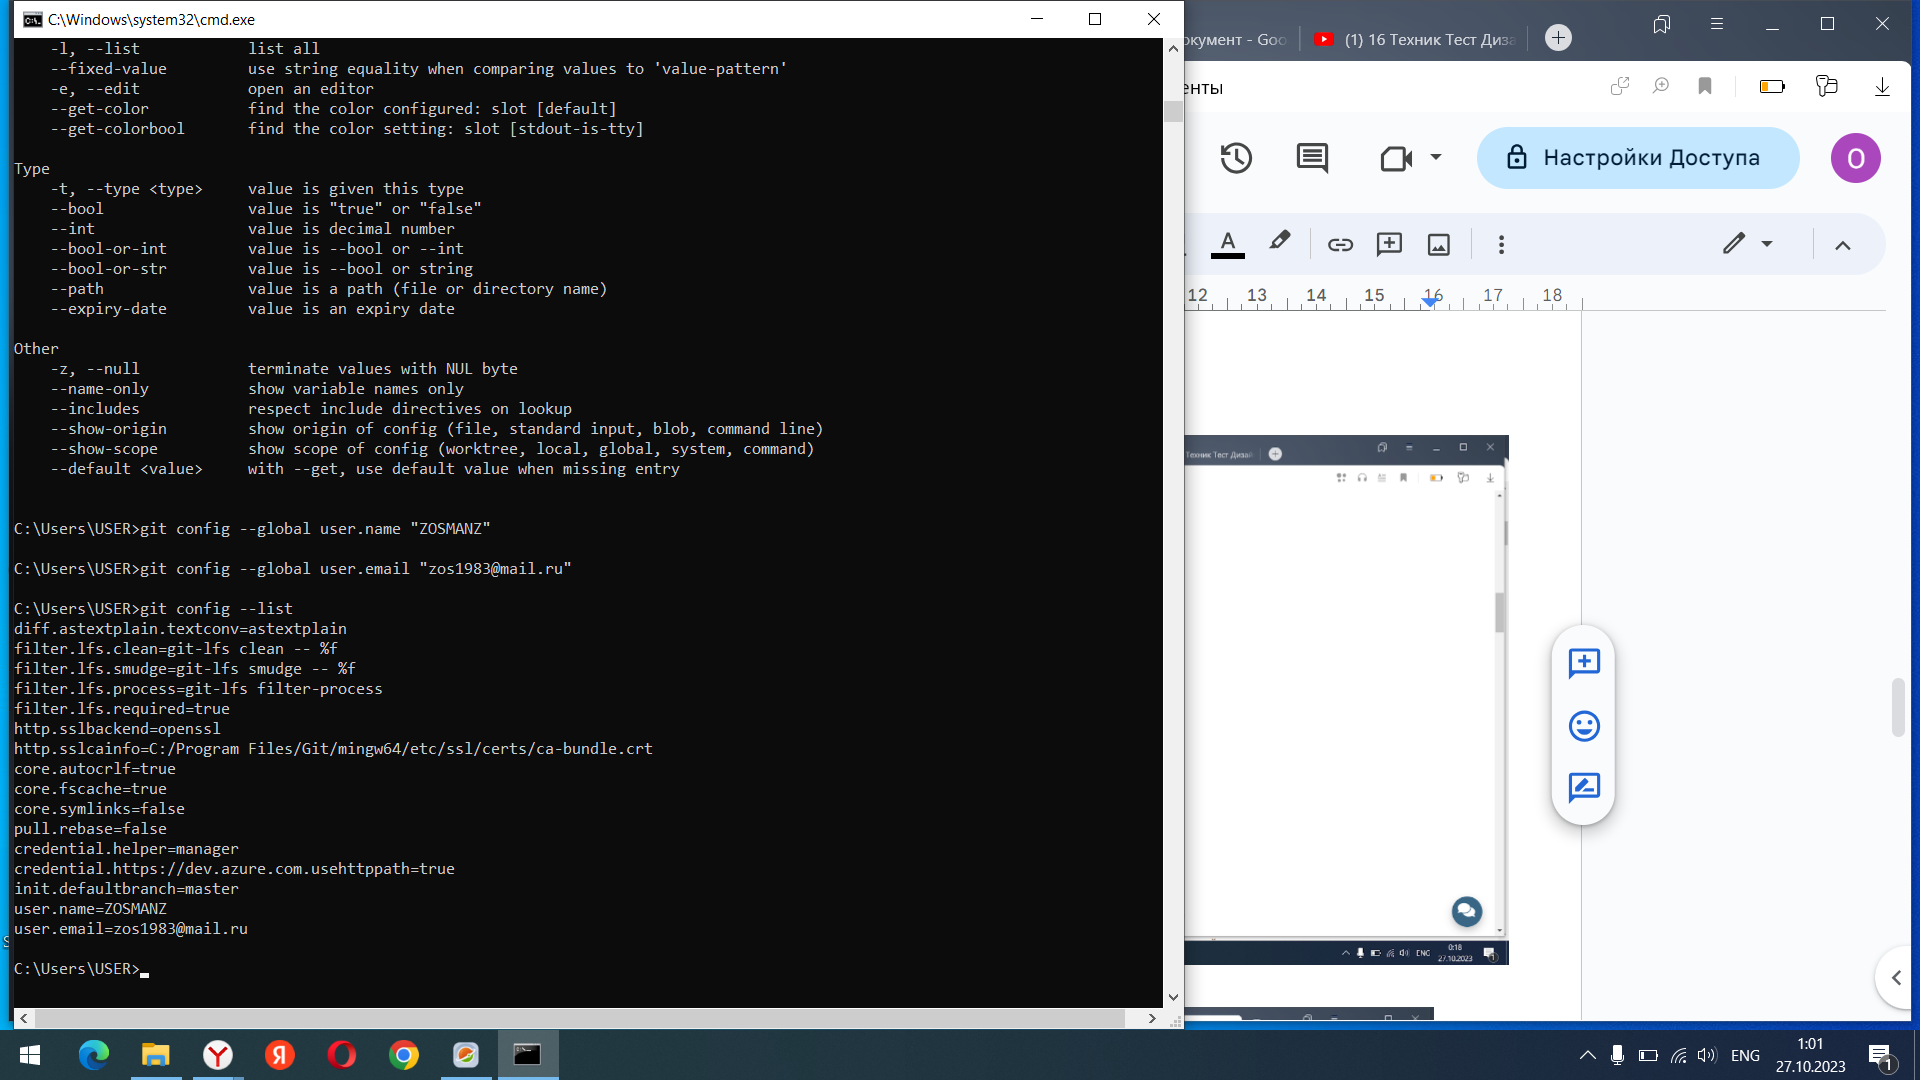 C:\Windows\system32\cmd.exe
-l, --list list all
--fixed-value use string equality when comparing values to 'value-pattern'
-e, --edit open an editor
--get-color find the color configured: slot [default]
--get-colorbool find the color setting: slot [stdout-is-tty]
Type
-t, --type <type> value is given this type
--bool value is "true" or "false"
--int value is decimal number
--bool-or-int value is --bool or --int
--bool-or-str value is --bool or string
--path value is a path (file or directory name)
--expiry-date value is an expiry date
Other
-z, --null terminate values with NUL byte
--name-only show variable names only
--includes respect include directives on lookup
--show-origin show origin of config (file, standard input, blob, command line)
--show-scope show scope of config (worktree, local, global, system, command)
--default <value> with --get, use default value when missing entry
C:\Users\USER>git config --global user.name "ZOSMANZ"
C:\Users\USER>git config --global user.email "zos1983@mail.ru"
C:\Users\USER>git config --list
diff.astextplain.textconv=astextplain
filter.lfs.clean=git-lfs clean -- %f
filter.lfs.smudge=git-lfs smudge -- %f
filter.lfs.process=git-lfs filter-process
filter.lfs.required=true
http.sslbackend=openssl
http.sslcainfo=C:/Program Files/Git/mingw64/etc/ssl/certs/ca-bundle.crt
core.autocrlf=true
core.fscache=true
core.symlinks=false
pull.rebase=false
credential.helper=manager
credential.https://dev.azure.com.usehttppath=true
init.defaultbranch=master
user.name=ZOSMANZ
user.email=zos1983@mail.ru
C:\Users\USER>
окумент - Goo
(1) 16 Техник Тест Диза
енты
Настройки Доступа
О
12 13 14 15 16 17 18
Техник Тест Дизай
ENG
0:18
27.10.2023
ENG
1:01
27.10.2023
1